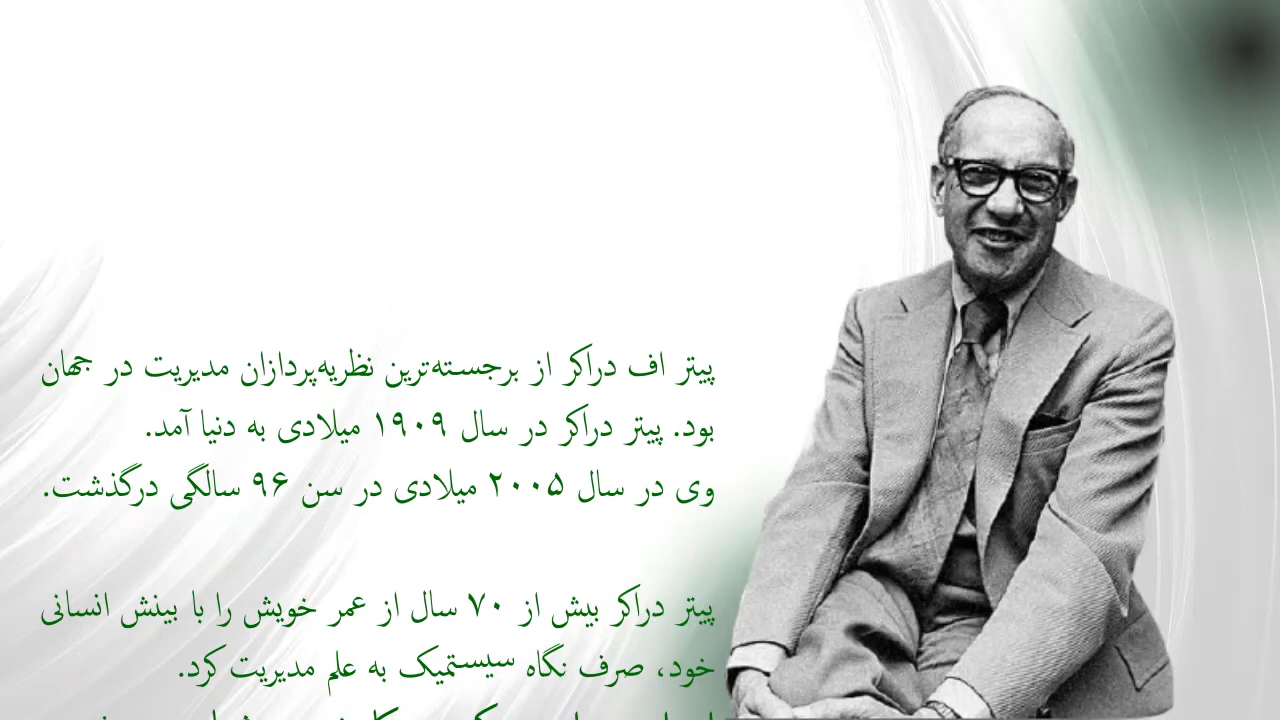 پیتر اف دراکر از برجسته‌ترین نظریه‌پردازان مدیریت در جهان
بود. پیتر دراکر در سال ۱۹۰۹ میلادی به دنیا آمد.
وی در سال ۲۰۰۵ میلادی در سن ۹۶ سالگی درگذشت.
پیتر دراکر بیش از ۷۰ سال از عمر خویش را با بینش انسانی
خود، صرف نگاه سیستمیک به علم مدیریت کرد.